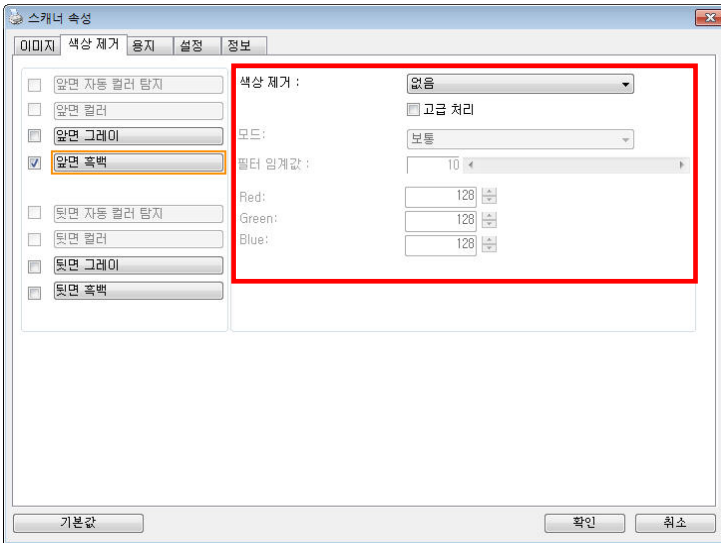 스캐너 속성
이미지 색상 제거 용지 설정 정보
앞면 자동 컬러 탐지
앞면 컬러
앞면 그레이
앞면 흑백
뒷면 자동 컬러 탐지
뒷면 컬러
뒷면 그레이
뒷면 흑백
색상 제거 : 없음
고급 처리
모드: 보통
필터 임계값 : 10
Red: 128
Green: 128
Blue: 128
기본값 확인 취소